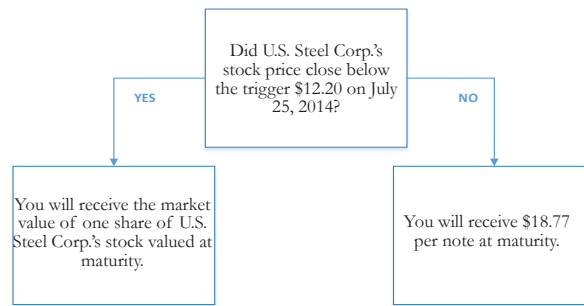 Did U.S. Steel Corp.'s
stock price close below
the trigger $12.20 on July
25, 2014?
YES
NO
You will receive the market
value of one share of U.S.
Steel Corp.'s stock valued at
maturity.
You will receive $18.77
per note at maturity.